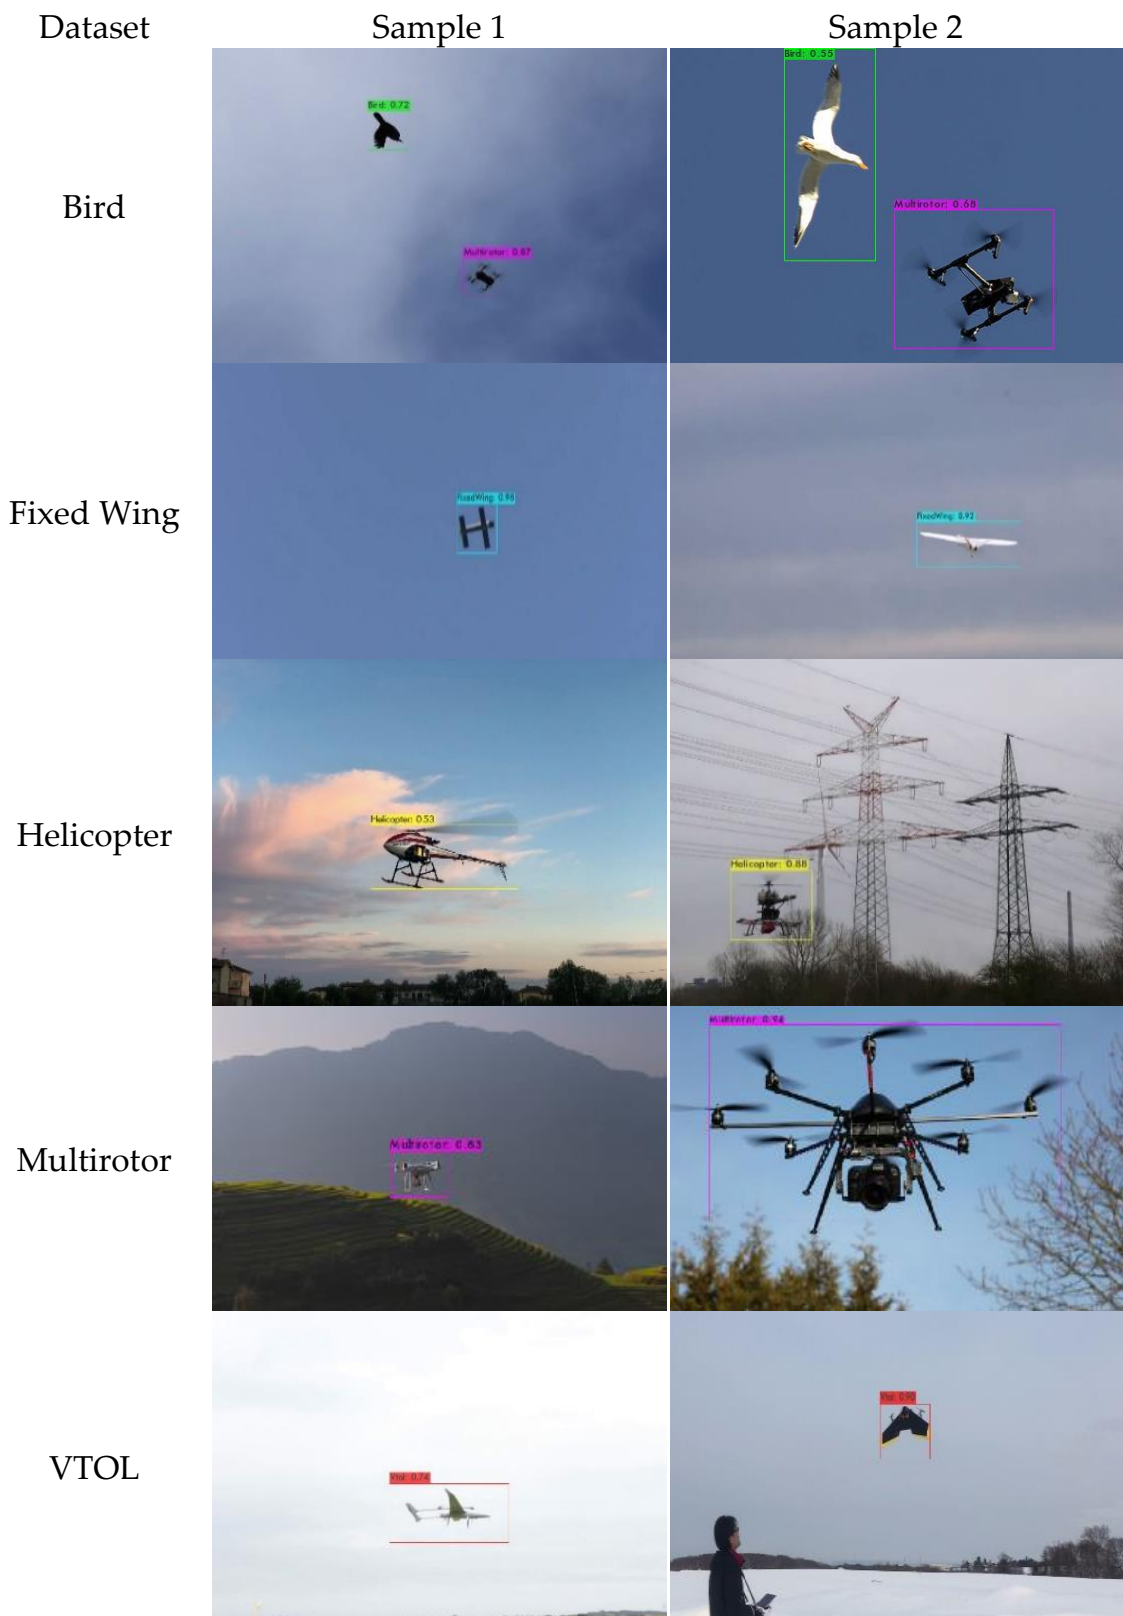 Dataset Sample 1 Sample 2
Bird
Bird: 0.72
Multirotor: 0.87
Bird: 0.55
Multirotor: 0.68
Fixed Wing
FixedWing: 0.98
FixedWing: 0.92
Helicopter
Helicopter: 0.53
Helicopter: 0.88
Multirotor
Multirotor: 0.83
Multirotor: 0.94
VTOL
Vtol: 0.74
Vtol: 0.90